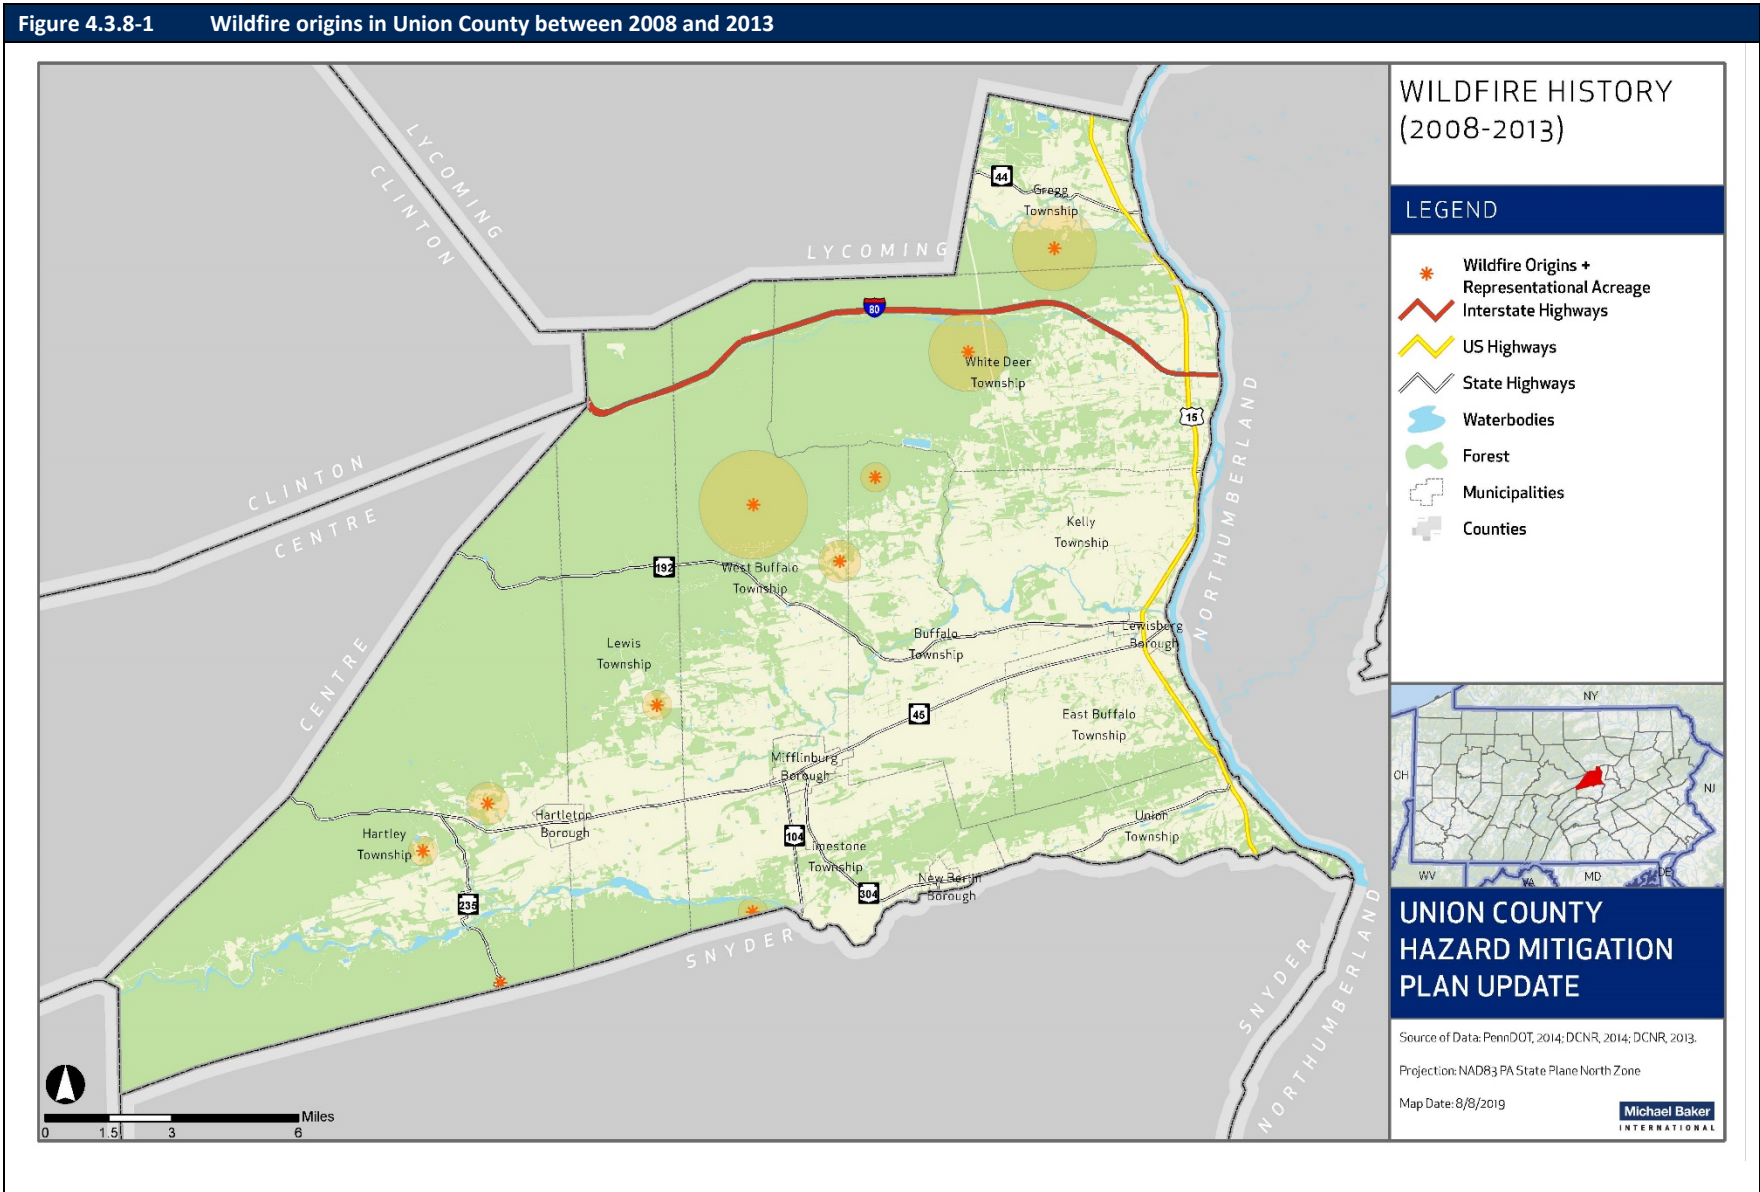 Figure 4.3.8-1 Wildfire origins in Union County between 2008 and 2013
WILDFIRE HISTORY
(2008-2013)
LEGEND
Wildfire Origins +
Representational Acreage
Interstate Highways
US Highways
State Highways
Waterbodies
Forest
Municipalities
Counties
LYCOMING
CLINTON
LYCOMING
44
Gregg
Township
80
White Deer
Township
15
NORTHUMBERLAND
CLINTON
CENTRE
Kelly
Township
192
West Buffalo
Township
Lewis
Township
Buffalo
Township
Lewisburg
Borough
CENTRE
45
East Buffalo
Township
Mifflinburg
Borough
Hartleton
Borough
Hartley
Township
104
Limestone
Township
Union
Township
New Berlin
Borough
304
235
SNYDER
SNYDER
NORTHUMBERLAND
Miles
0 1.5 3 6
NY
OH
NJ
WV
VA
MD
DE
UNION COUNTY
HAZARD MITIGATION
PLAN UPDATE
Source of Data: PennDOT, 2014; DCNR, 2014; DCNR, 2013.
Projection: NAD83 PA State Plane North Zone
Map Date: 8/8/2019
Michael Baker
INTERNATIONAL